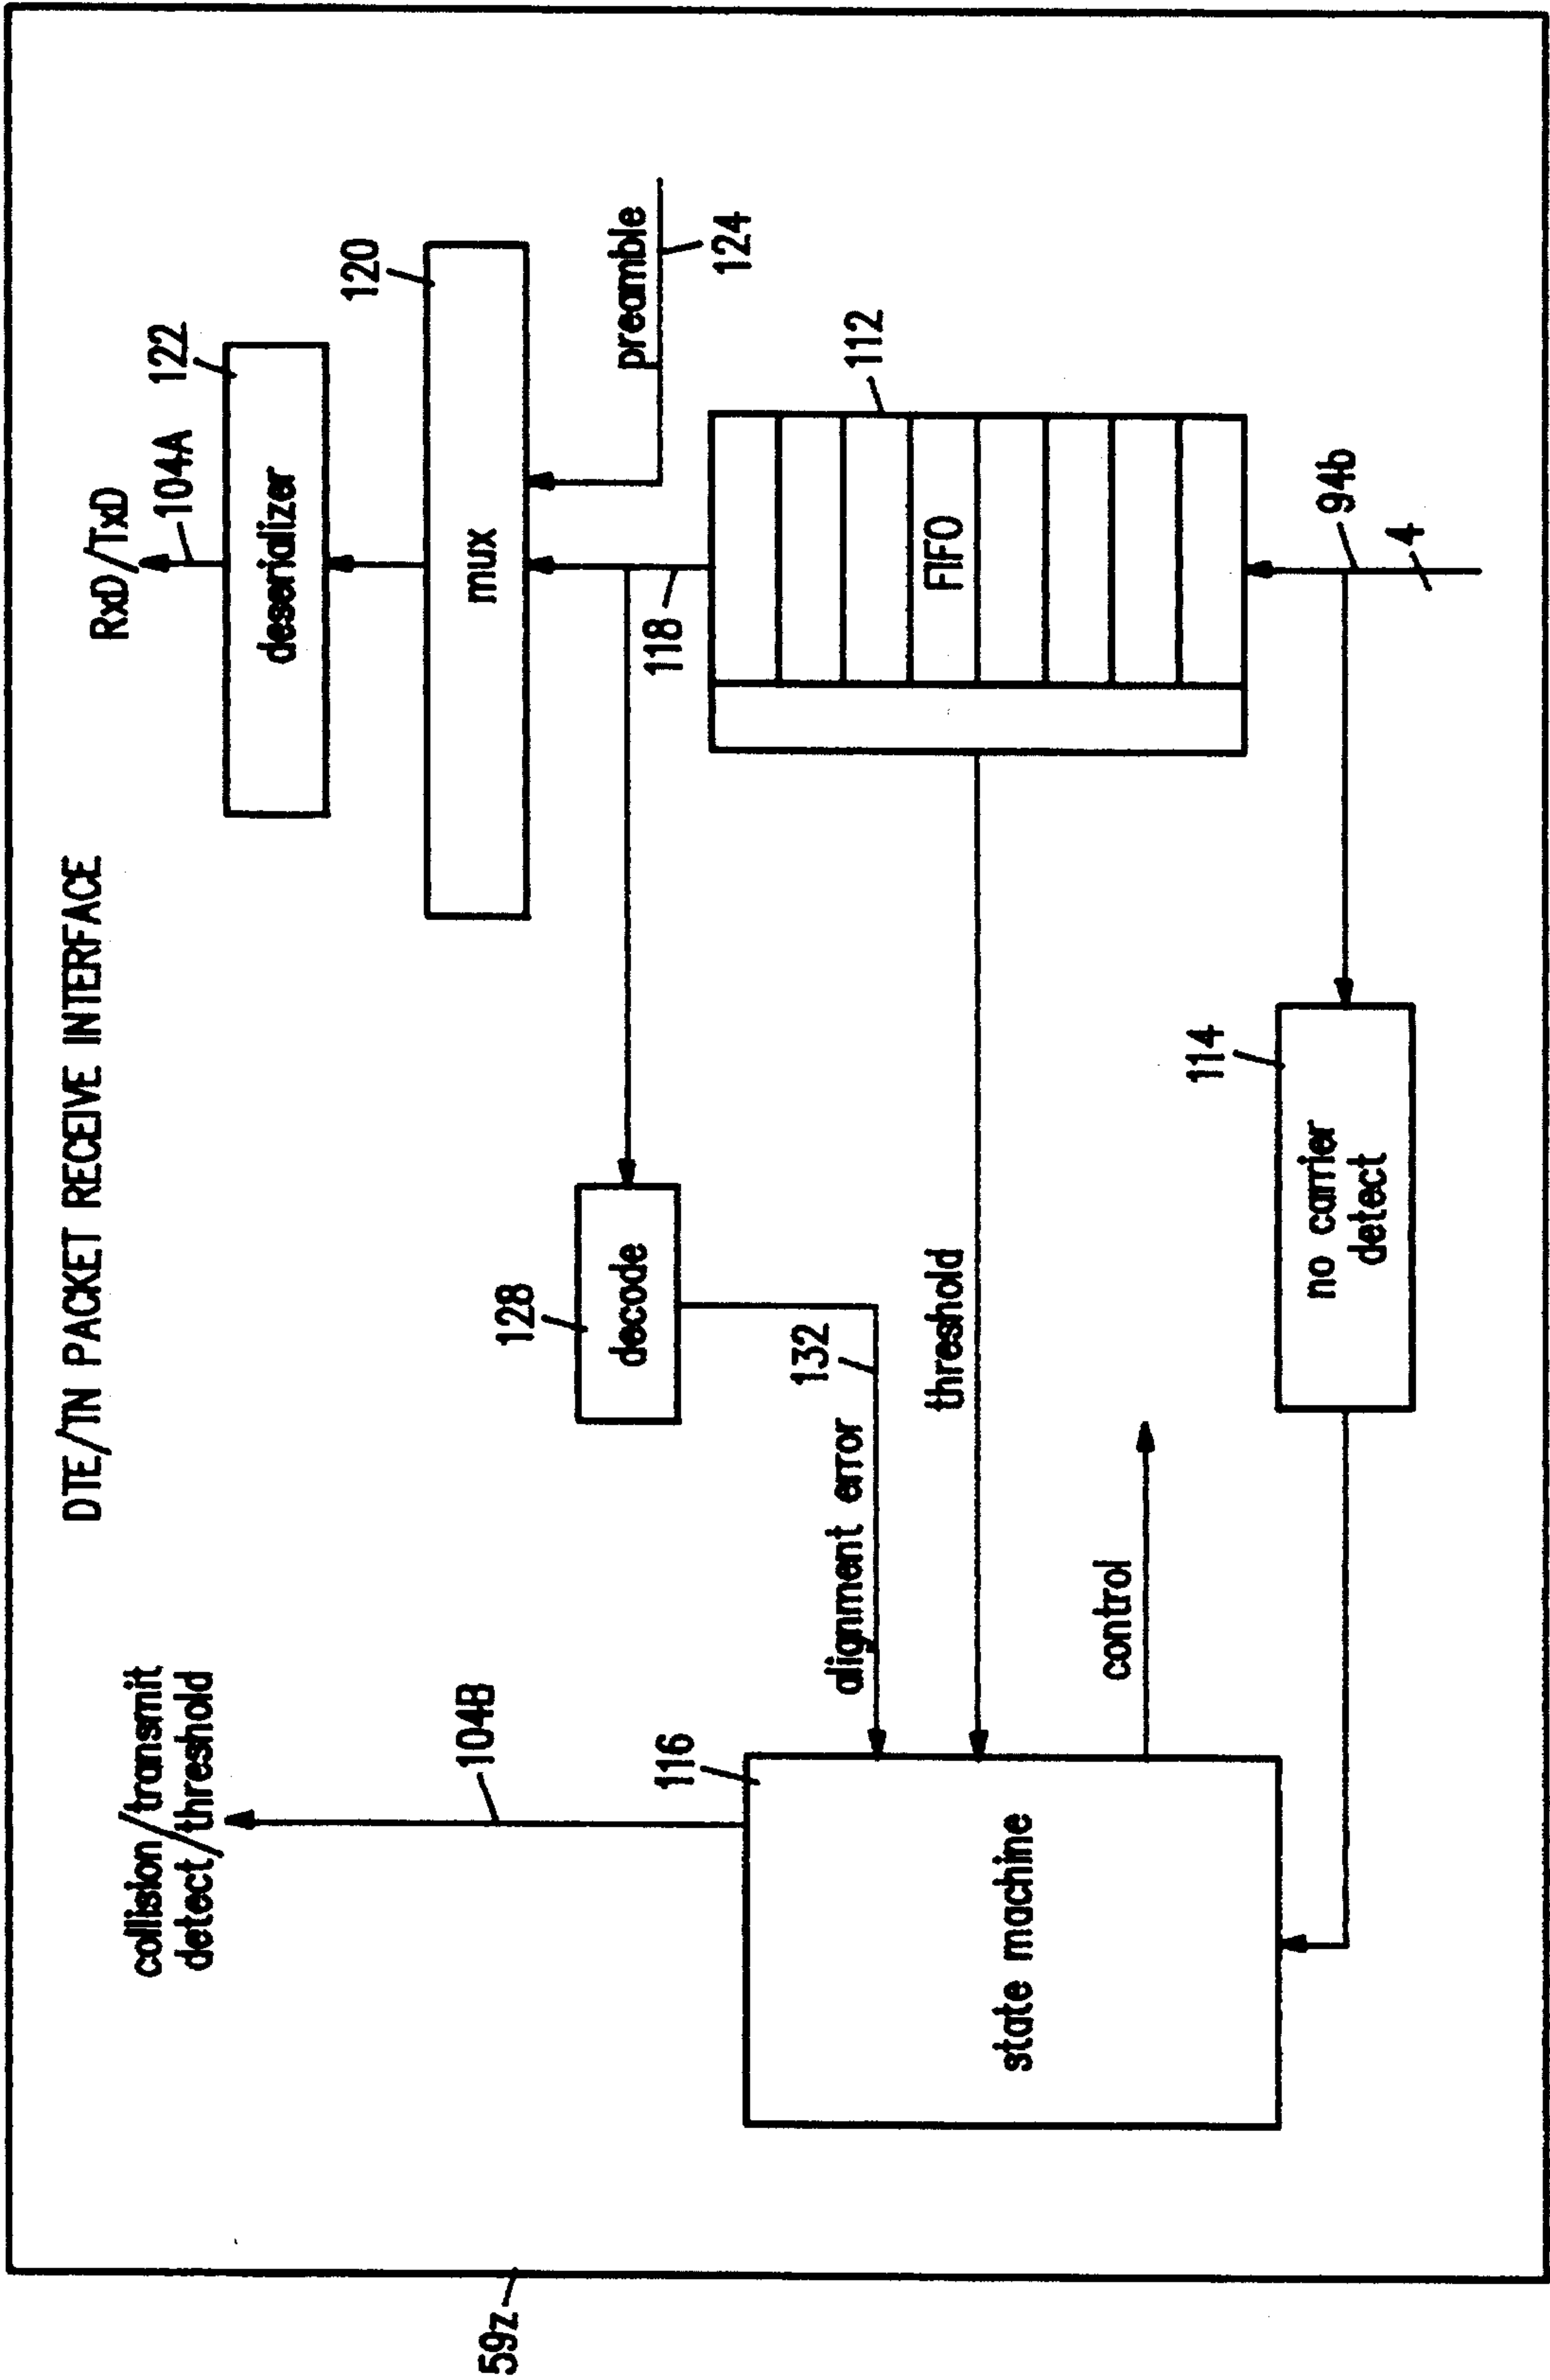 DTE/TN PACKET RECEIVE INTERFACE
RxD/TxD
104A
122
deserializer
120
mux
preamble
124
118
112
FIFO
94b
4
collision/transmit
detect/threshold
104B
128
decode
132
alignment error
threshold
control
116
state machine
114
no carrier
detect
59z